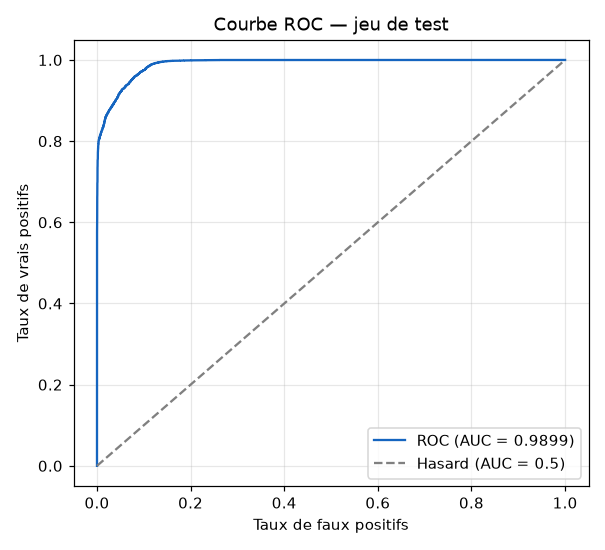 Courbe ROC — jeu de test
Taux de vrais positifs
1.0
0.8
0.6
0.4
0.2
0.0
0.0 0.2 0.4 0.6 0.8 1.0
Taux de faux positifs
ROC (AUC = 0.9899)
Hasard (AUC = 0.5)